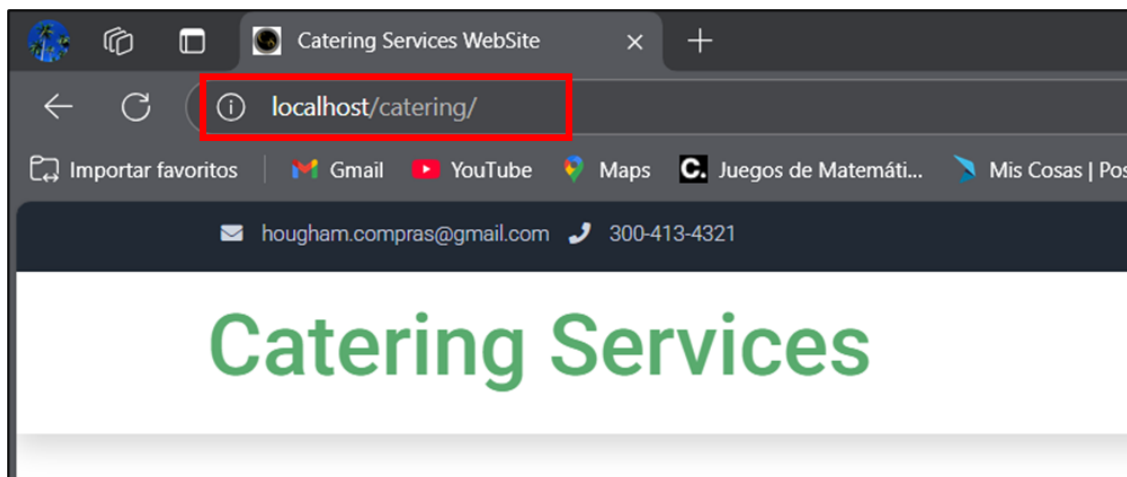 Catering Services WebSite
localhost/catering/
Importar favoritos Gmail YouTube Maps C. Juegos de Matemáti... Mis Cosas | Pos
hougham.compras@gmail.com 300-413-4321
Catering Services